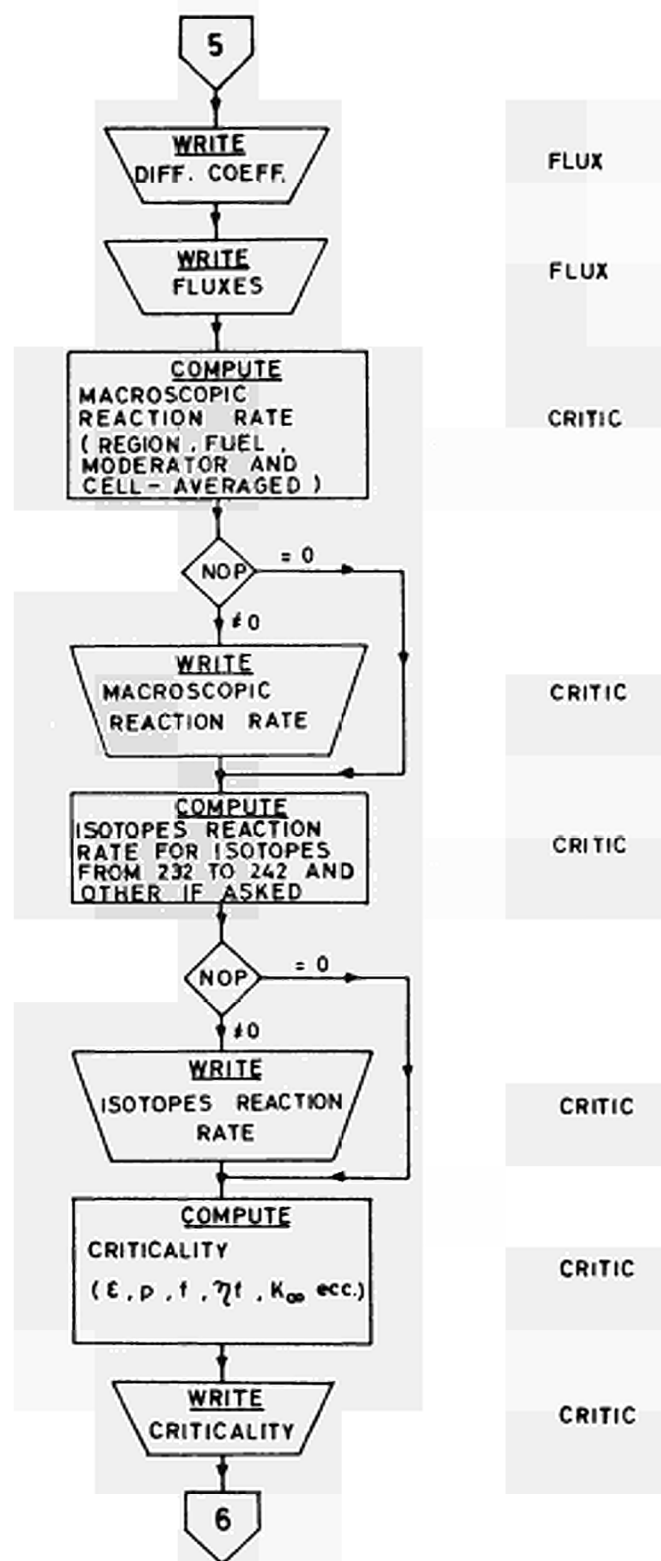 5
WRITE
DIFF. COEFF.
FLUX
WRITE
FLUXES
FLUX
COMPUTE
MACROSCOPIC
REACTION RATE
( REGION , FUEL ,
MODERATOR AND
CELL - AVERAGED )
CRITIC
NOP
= 0
≠ 0
WRITE
MACROSCOPIC
REACTION RATE
CRITIC
COMPUTE
ISOTOPES REACTION
RATE FOR ISOTOPES
FROM 232 TO 242 AND
OTHER IF ASKED
CRITIC
NOP
= 0
≠ 0
WRITE
ISOTOPES REACTION
RATE
CRITIC
COMPUTE
CRITICALITY
( ε , p , f , ηf , K∞ ecc.)
CRITIC
WRITE
CRITICALITY
CRITIC
6